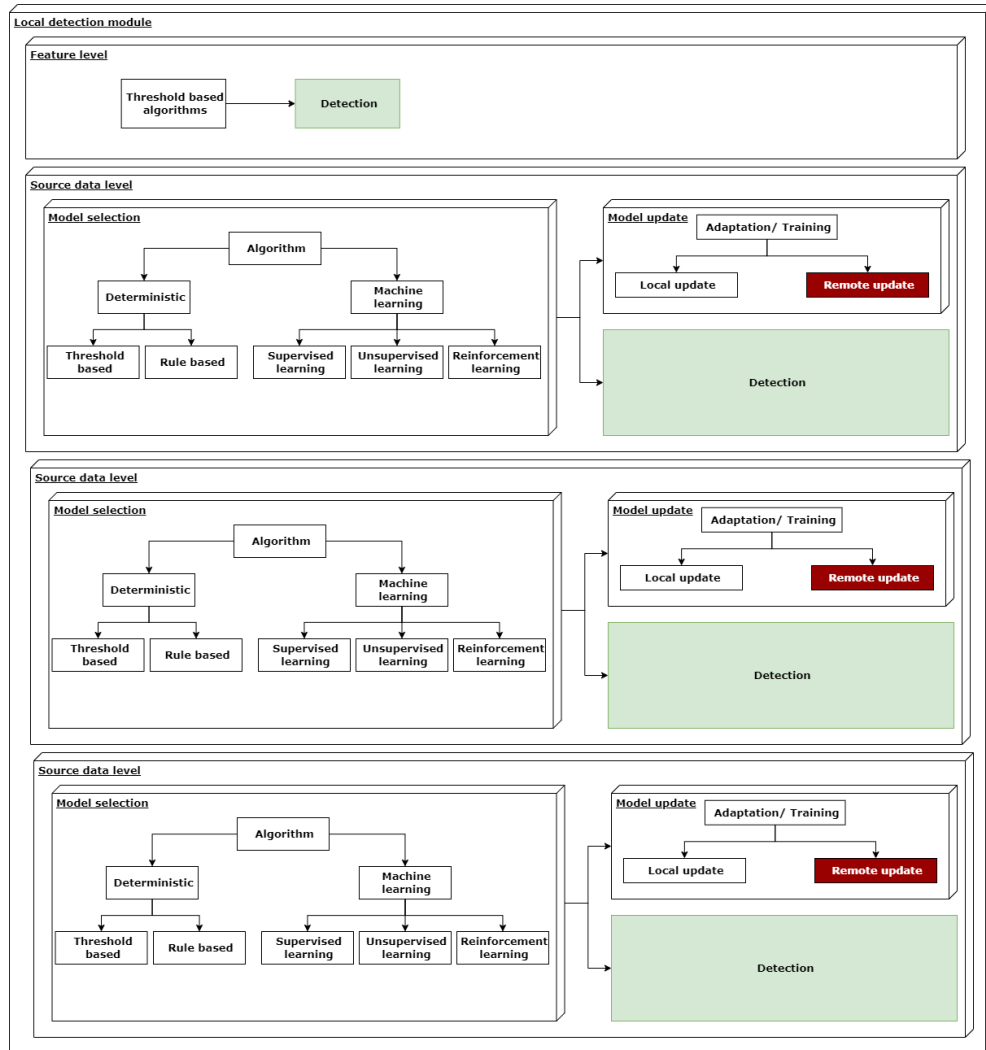 Local detection module
Feature level
Threshold based
algorithms
Detection
Source data level
Model selection
Algorithm
Deterministic
Machine
learning
Threshold
based
Rule based
Supervised
learning
Unsupervised
learning
Reinforcement
learning
Model update
Adaptation/ Training
Local update
Remote update
Detection
Source data level
Model selection
Algorithm
Deterministic
Machine
learning
Threshold
based
Rule based
Supervised
learning
Unsupervised
learning
Reinforcement
learning
Model update
Adaptation/ Training
Local update
Remote update
Detection
Source data level
Model selection
Algorithm
Deterministic
Machine
learning
Threshold
based
Rule based
Supervised
learning
Unsupervised
learning
Reinforcement
learning
Model update
Adaptation/ Training
Local update
Remote update
Detection